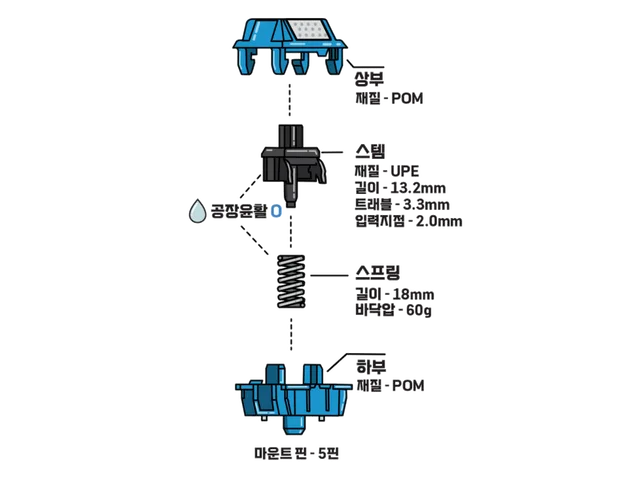 상부
재질 - POM
스템
재질 - UPE
길이 - 13.2mm
트래블 - 3.3mm
입력지점 - 2.0mm
공장윤활 O
스프링
길이 - 18mm
바닥압 - 60g
하부
재질 - POM
마운트 핀 - 5핀